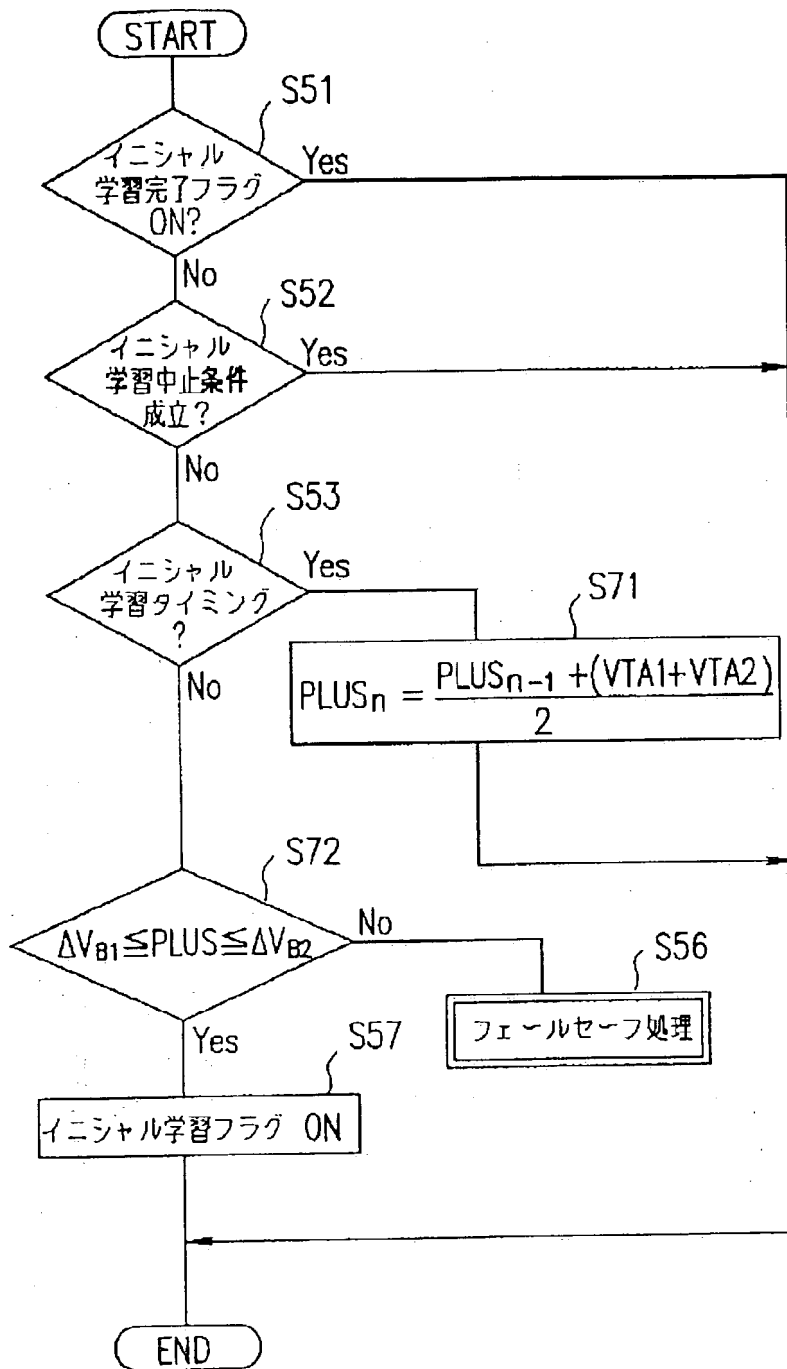 START
S51
イニシャル
学習完了フラグ
ON?
Yes
No
S52
イニシャル
学習中止条件
成立?
Yes
No
S53
イニシャル
学習タイミング
?
Yes
No
S71
PLUSn = PLUSn-1 + (VTA1+VTA2)
2
S72
ΔVB1≦PLUS≦ΔVB2
No
Yes
S56
フェールセーフ処理
S57
イニシャル学習フラグ ON
END